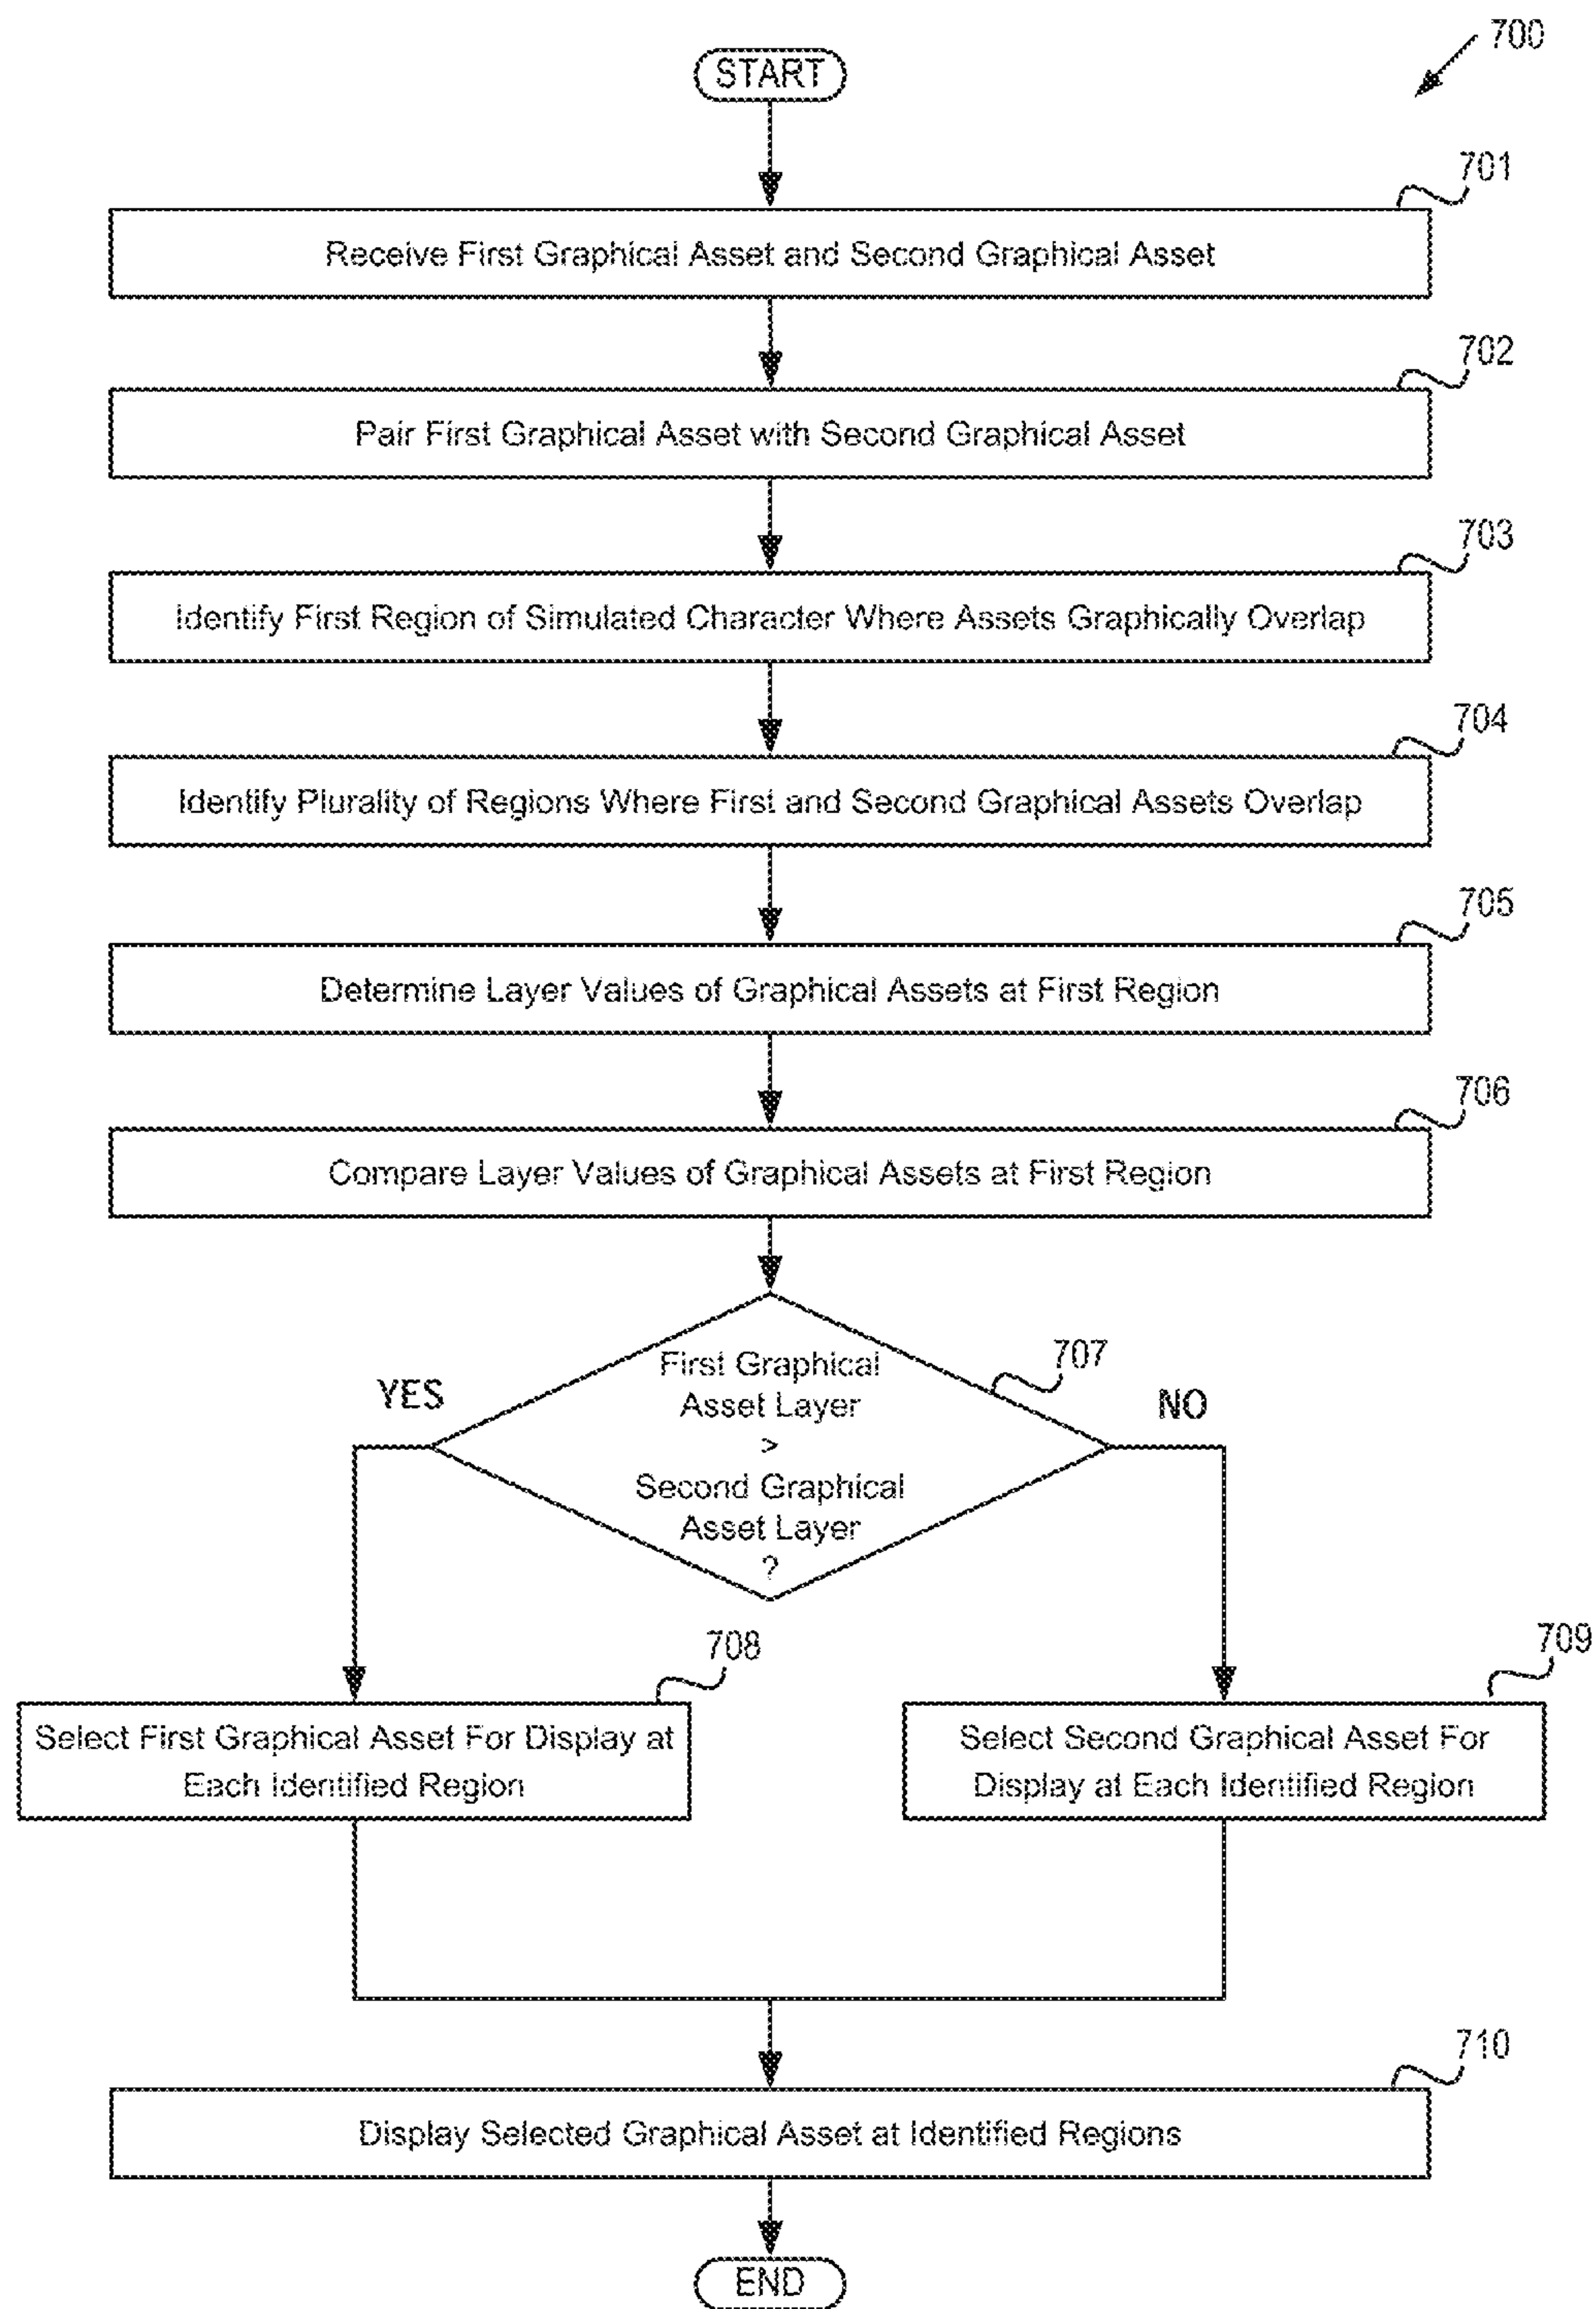 700
START
701
Receive First Graphical Asset and Second Graphical Asset
702
Pair First Graphical Asset with Second Graphical Asset
703
Identify First Region of Simulated Character Where Assets Graphically Overlap
704
Identify Plurality of Regions Where First and Second Graphical Assets Overlap
705
Determine Layer Values of Graphical Assets at First Region
706
Compare Layer Values of Graphical Assets at First Region
707
First Graphical
Asset Layer
>
Second Graphical
Asset Layer
?
YES
NO
708
Select First Graphical Asset For Display at
Each Identified Region
709
Select Second Graphical Asset For
Display at Each Identified Region
710
Display Selected Graphical Asset at Identified Regions
END